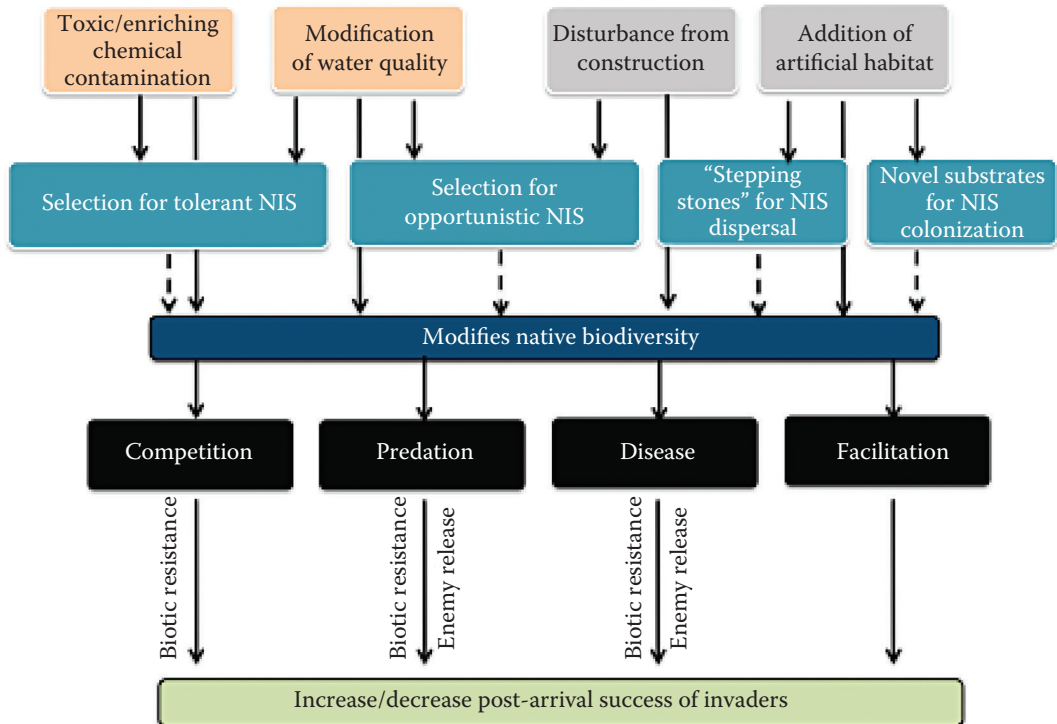 Toxic/enriching
chemical
contamination
Modification
of water quality
Disturbance from
construction
Addition of
artificial habitat
Selection for tolerant NIS
Selection for
opportunistic NIS
“Stepping
stones” for NIS
dispersal
Novel substrates
for NIS
colonization
Modifies native biodiversity
Competition
Predation
Disease
Facilitation
Biotic resistance
Biotic resistance
Enemy release
Biotic resistance
Enemy release
Increase/decrease post-arrival success of invaders